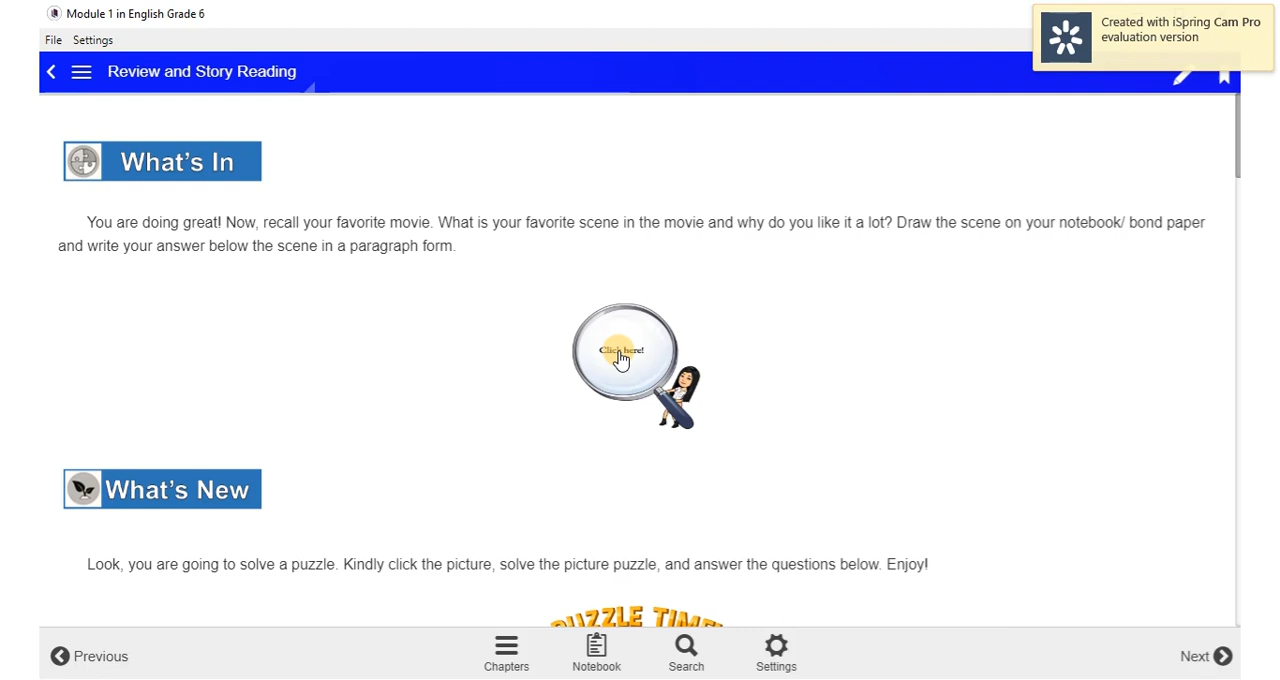 Module 1 in English Grade 6
Created with iSpring Cam Pro
evaluation version
File Settings
Review and Story Reading
What's In
You are doing great! Now, recall your favorite movie. What is your favorite scene in the movie and why do you like it a lot? Draw the scene on your notebook/ bond paper
and write your answer below the scene in a paragraph form.
Click here!
What's New
Look, you are going to solve a puzzle. Kindly click the picture, solve the picture puzzle, and answer the questions below. Enjoy!
PUZZLE TIME!
Previous
Chapters
Notebook
Search
Settings
Next